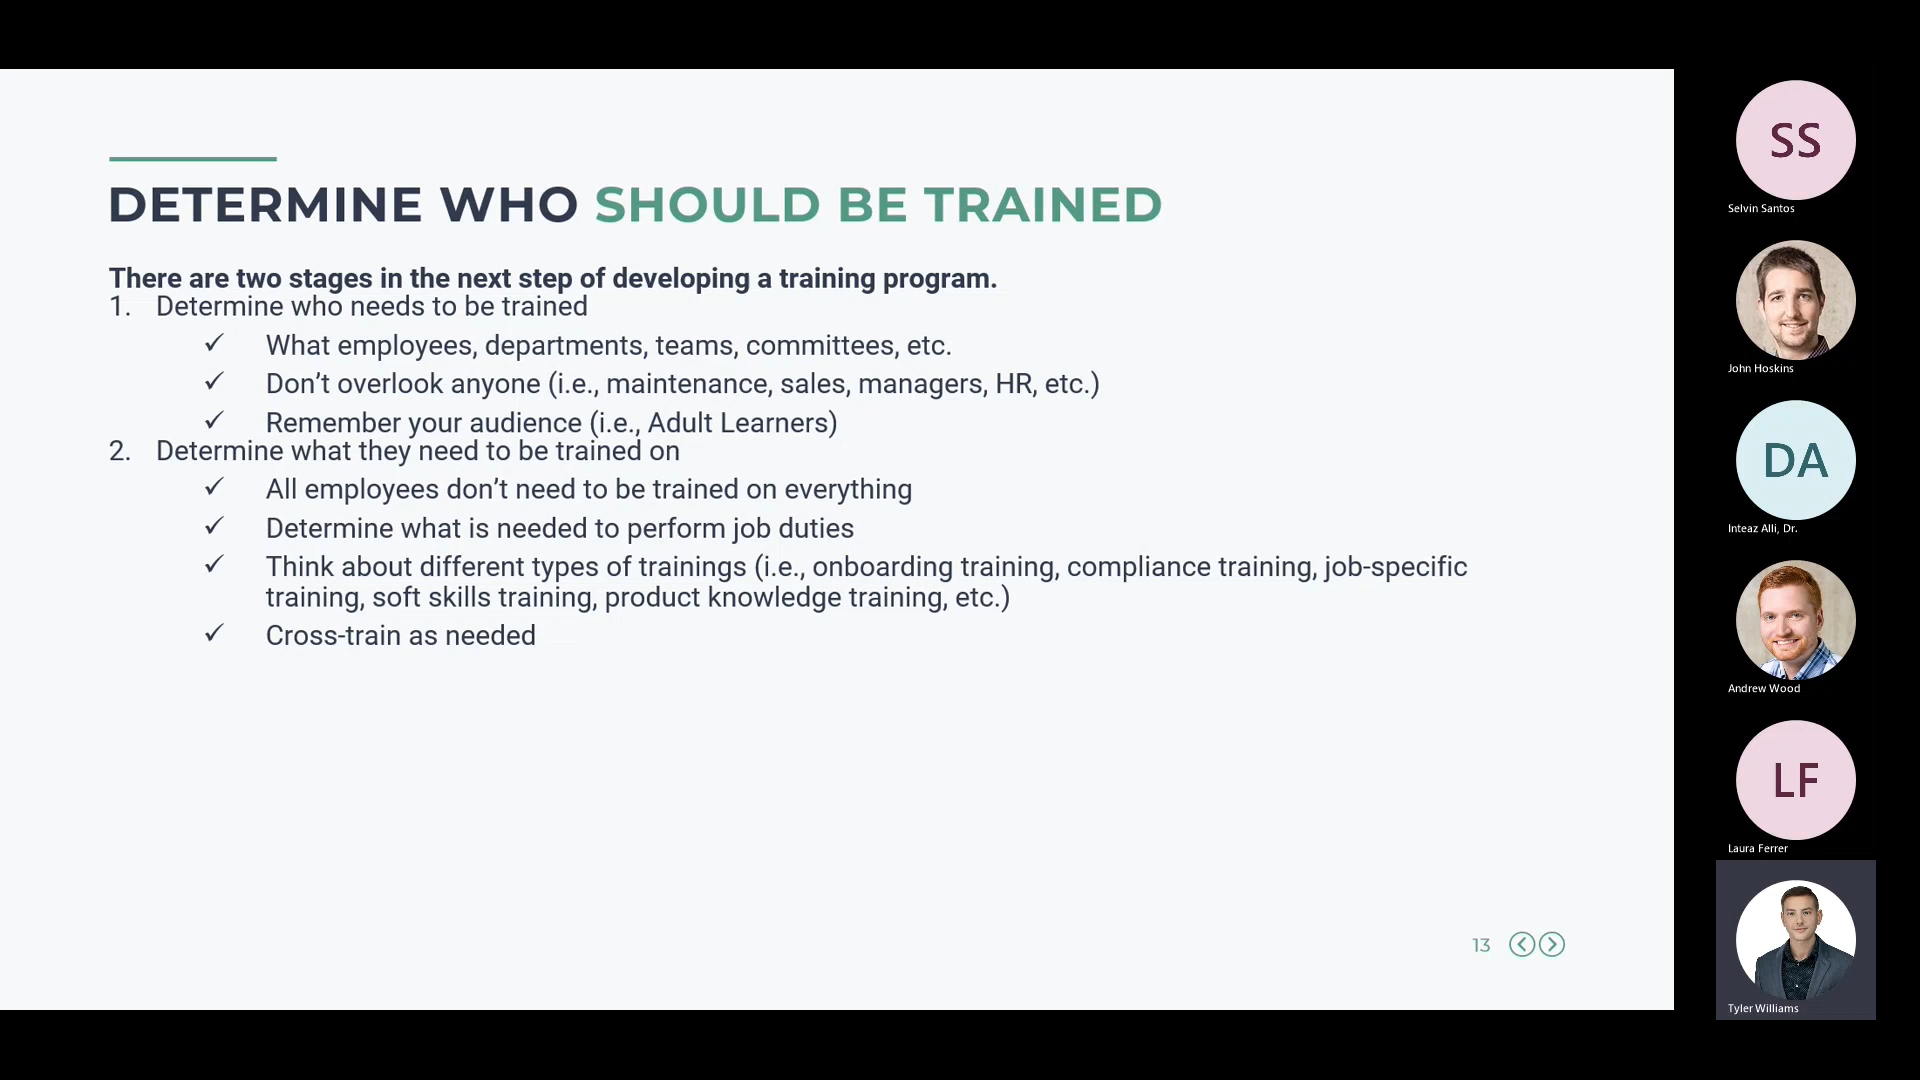 DETERMINE WHO SHOULD BE TRAINED
There are two stages in the next step of developing a training program.
1. Determine who needs to be trained
✓ What employees, departments, teams, committees, etc.
✓ Don’t overlook anyone (i.e., maintenance, sales, managers, HR, etc.)
✓ Remember your audience (i.e., Adult Learners)
2. Determine what they need to be trained on
✓ All employees don’t need to be trained on everything
✓ Determine what is needed to perform job duties
✓ Think about different types of trainings (i.e., onboarding training, compliance training, job-specific
training, soft skills training, product knowledge training, etc.)
✓ Cross-train as needed
13
SS
Selvin Santos
John Hoskins
DA
Inteaz Alli, Dr.
Andrew Wood
LF
Laura Ferrer
Tyler Williams